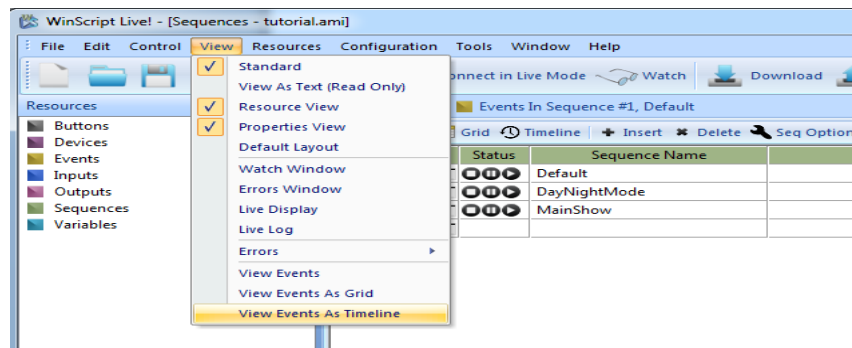 WinScript Live! - [Sequences - tutorial.ami]
File Edit Control View Resources Configuration Tools Window Help
in Live Mode Watch Download
Standard
View As Text (Read Only)
Resource View
Properties View
Default Layout
Watch Window
Errors Window
Live Display
Live Log
Errors
View Events
View Events As Grid
View Events As Timeline
Resources
Buttons
Devices
Events
Inputs
Outputs
Sequences
Variables
Events In Sequence #1, Default
Grid Timeline Insert Delete Seq Option
Status Sequence Name
Default
DayNightMode
MainShow